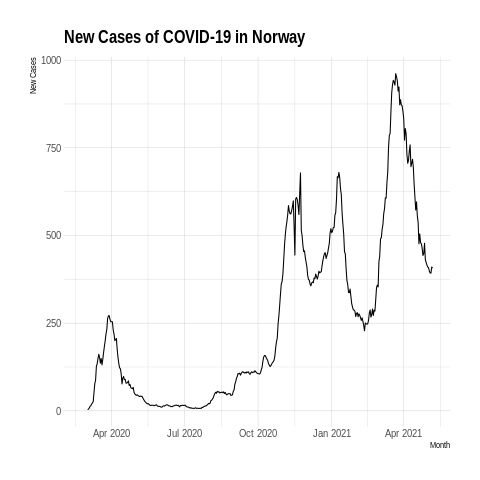 New Cases of COVID-19 in Norway
New Cases
1000
750
500
250
0
Apr 2020 Jul 2020 Oct 2020 Jan 2021 Apr 2021
Month